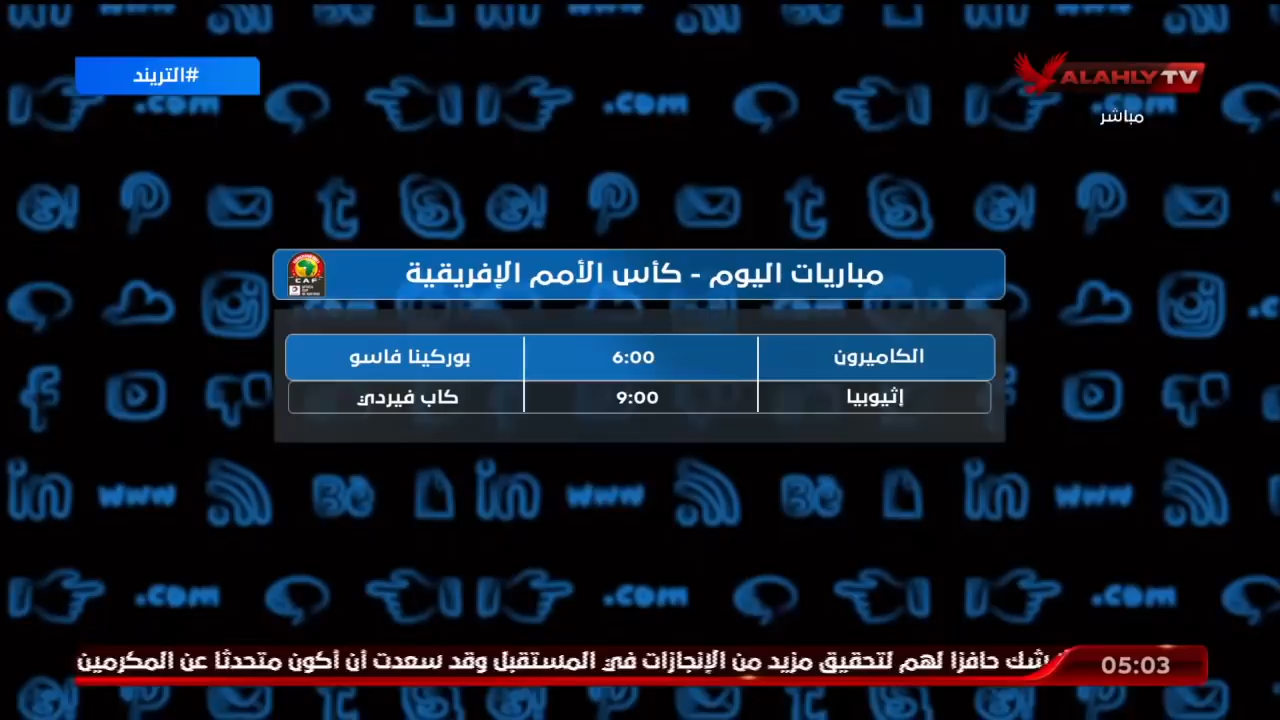 #التريند
ALAHLY TV
مباشر
مباريات اليوم - كأس الأمم الإفريقية
CAF
الكاميرون 6:00 بوركينا فاسو
إثيوبيا 9:00 كاب فيردي
شك حافزا لهم لتحقيق مزيد من الإنجازات في المستقبل وقد سعدت أن أكون متحدثا عن المكرمين
05:03